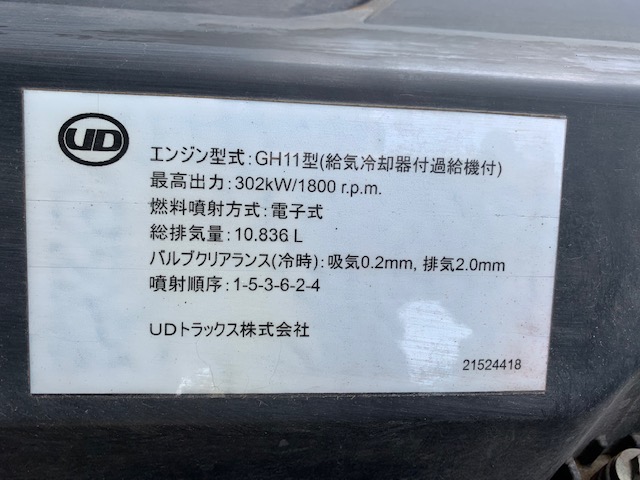 UD
エンジン型式:GH11型(給気冷却器付過給機付)
最高出力:302kW/1800 r.p.m.
燃料噴射方式:電子式
総排気量:10.836 L
バルブクリアランス(冷時):吸気0.2mm, 排気2.0mm
噴射順序:1-5-3-6-2-4
UDトラックス株式会社
21524418